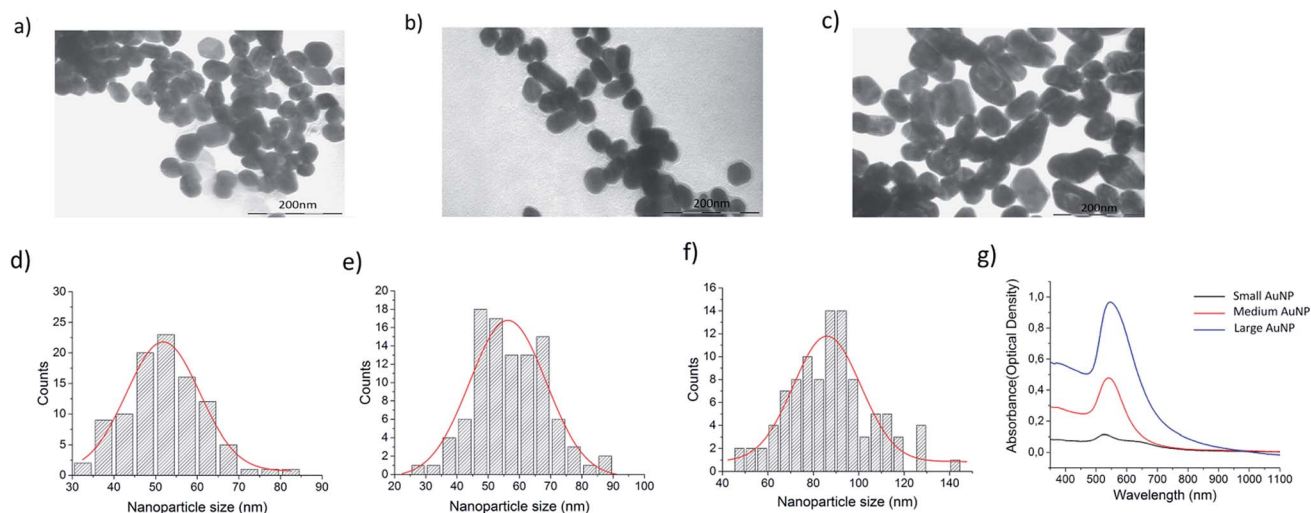 a)
b)
c)
200nm
200nm
200nm
d)
Counts
30
25
20
15
10
5
0
30 40 50 60 70 80 90
Nanoparticle size (nm)
e)
Counts
20
18
16
14
12
10
8
6
4
2
0
20 30 40 50 60 70 80 90 100
Nanoparticle size (nm)
f)
Counts
16
14
12
10
8
6
4
2
0
40 60 80 100 120 140
Nanoparticle size (nm)
g)
Absorbance(Optical Density)
1,0
0,8
0,6
0,4
0,2
0,0
400 500 600 700 800 900 1000 1100
Wavelength (nm)
Small AuNP
Medium AuNP
Large AuNP